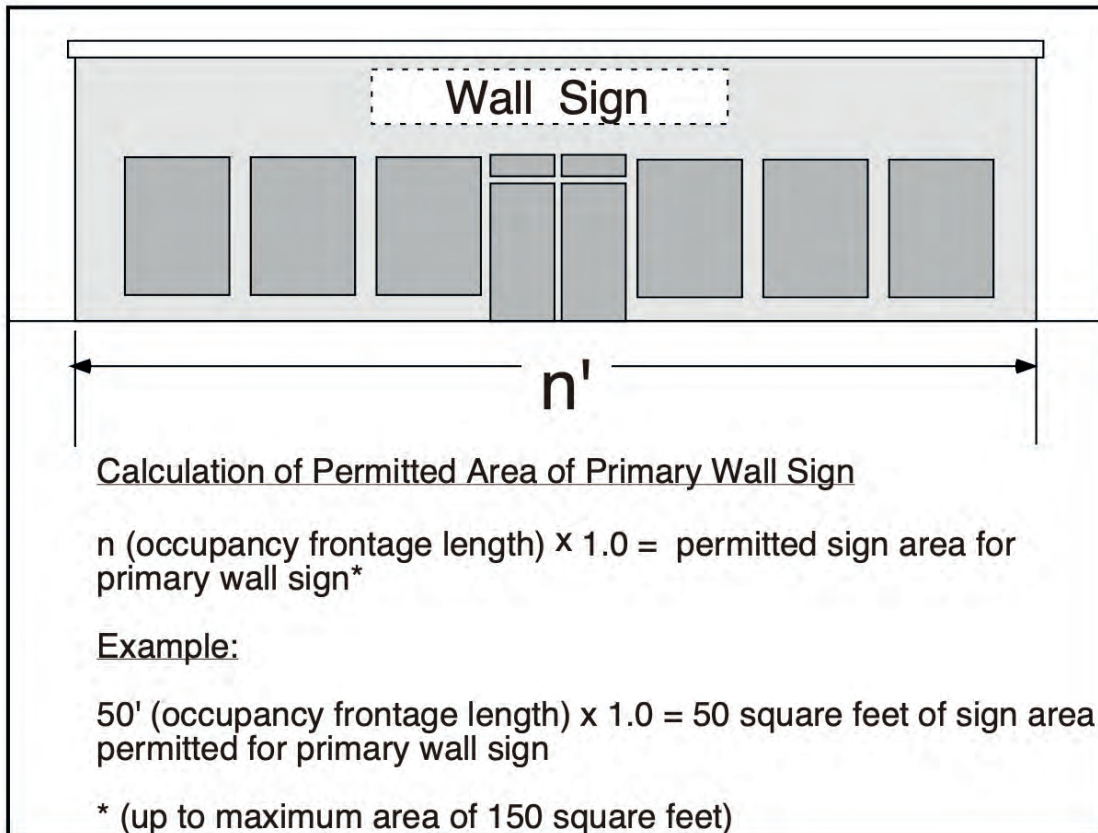 Wall Sign
n'
Calculation of Permitted Area of Primary Wall Sign
n (occupancy frontage length) x 1.0 = permitted sign area for
primary wall sign*
Example:
50' (occupancy frontage length) x 1.0 = 50 square feet of sign area
permitted for primary wall sign
* (up to maximum area of 150 square feet)